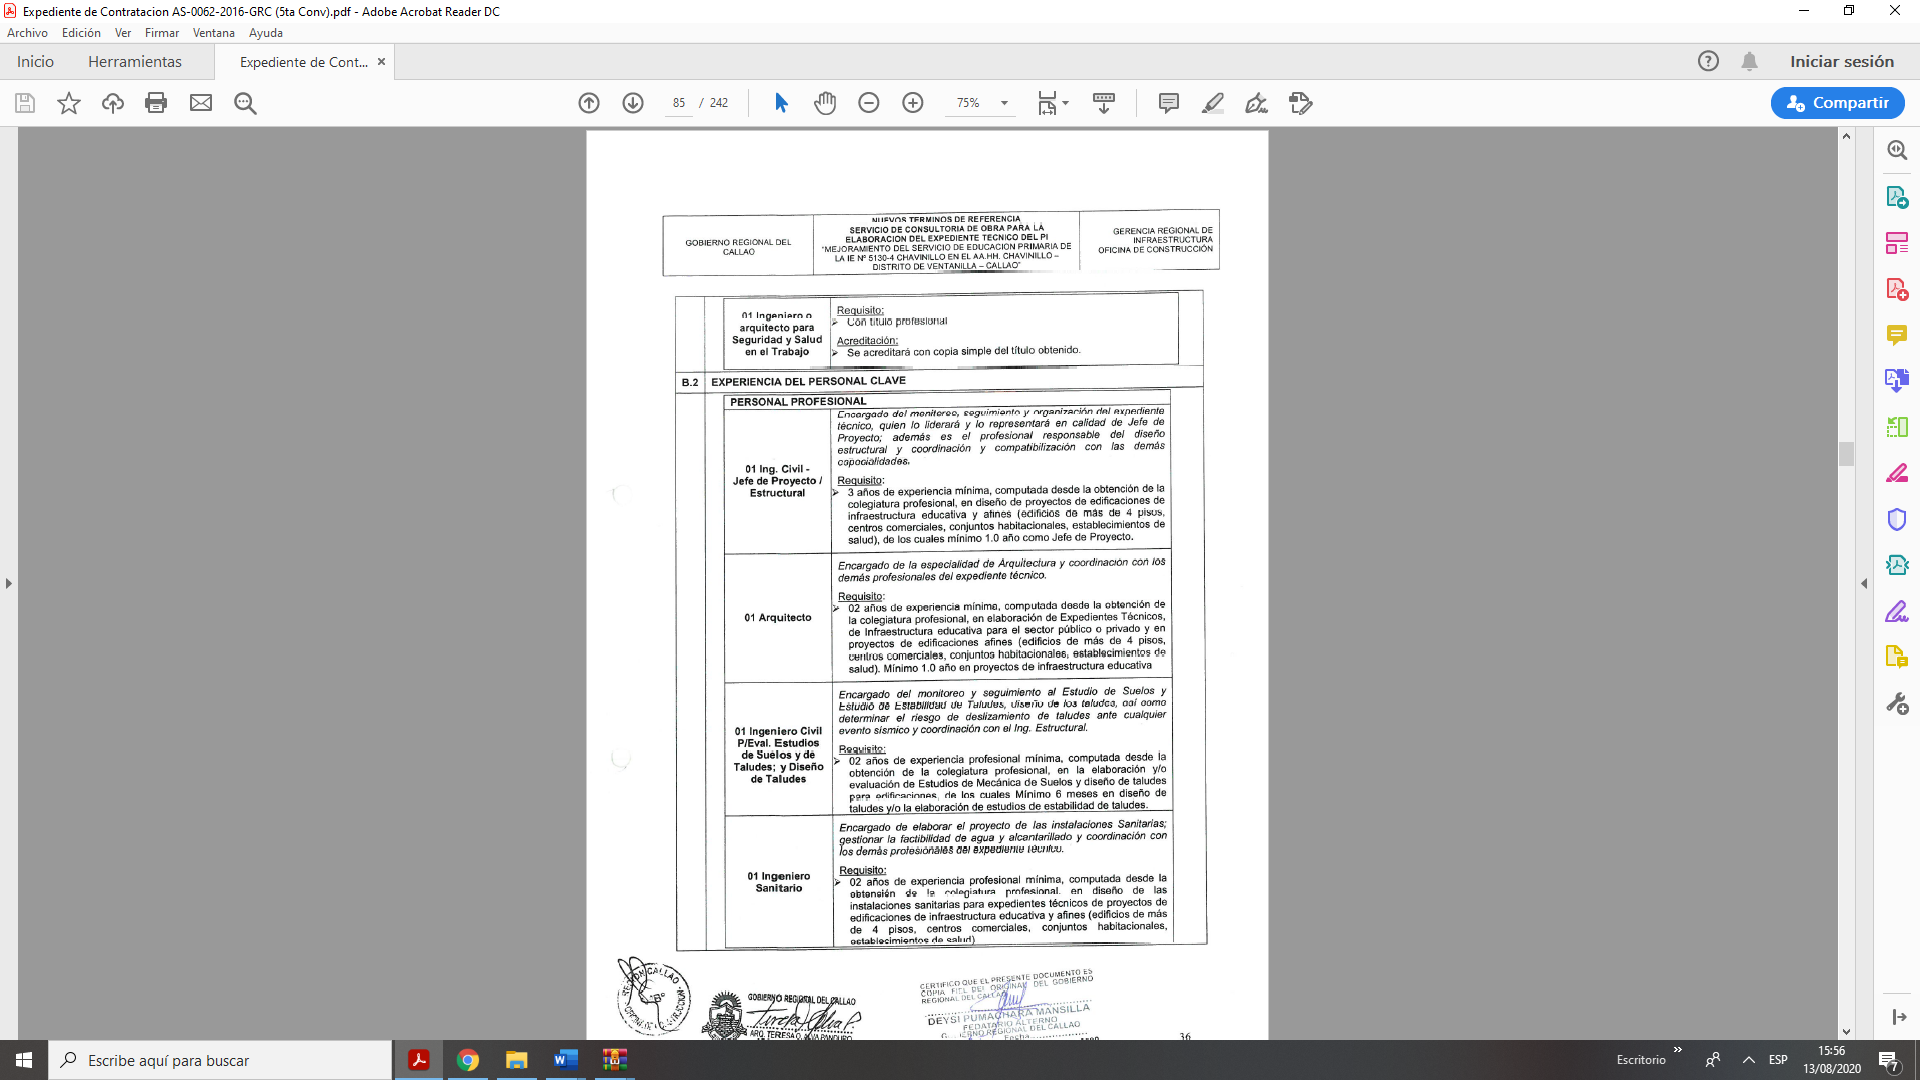 Expediente de Contratacion AS-0062-2016-GRC (5ta Conv).pdf - Adobe Acrobat Reader DC
Archivo Edición Ver Firmar Ventana Ayuda
Inicio Herramientas Expediente de Cont... × Iniciar sesión
85 / 242 75% Compartir
GOBIERNO REGIONAL DEL
CALLAO
NUEVOS TERMINOS DE REFERENCIA
SERVICIO DE CONSULTORIA DE OBRA PARA LA
ELABORACION DEL EXPEDIENTE TECNICO DEL PI
"MEJORAMIENTO DEL SERVICIO DE EDUCACION PRIMARIA DE
LA IE Nº 5130-4 CHAVINILLO EN EL AA.HH. CHAVINILLO –
DISTRITO DE VENTANILLA – CALLAO"
GERENCIA REGIONAL DE
INFRAESTRUCTURA
OFICINA DE CONSTRUCCIÓN
01 Ingeniero o
arquitecto para
Seguridad y Salud
en el Trabajo
Requisito:
➢ Con título profesional
Acreditación:
➢ Se acreditará con copia simple del título obtenido.
B.2 EXPERIENCIA DEL PERSONAL CLAVE
PERSONAL PROFESIONAL
01 Ing. Civil -
Jefe de Proyecto /
Estructural
Encargado del monitoreo, seguimiento y organización del expediente
técnico, quien lo liderará y lo representará en calidad de Jefe de
Proyecto; además es el profesional responsable del diseño
estructural y coordinación y compatibilización con las demás
especialidades.
Requisito:
➢ 3 años de experiencia mínima, computada desde la obtención de la
colegiatura profesional, en diseño de proyectos de edificaciones de
infraestructura educativa y afines (edificios de más de 4 pisos,
centros comerciales, conjuntos habitacionales, establecimientos de
salud), de los cuales mínimo 1.0 año como Jefe de Proyecto.
01 Arquitecto
Encargado de la especialidad de Arquitectura y coordinación con los
demás profesionales del expediente técnico.
Requisito:
➢ 02 años de experiencia mínima, computada desde la obtención de
la colegiatura profesional, en elaboración de Expedientes Técnicos,
de Infraestructura educativa para el sector público o privado y en
proyectos de edificaciones afines (edificios de más de 4 pisos,
centros comerciales, conjuntos habitacionales, establecimientos de
salud). Mínimo 1.0 año en proyectos de infraestructura educativa
01 Ingeniero Civil
P/Eval. Estudios
de Suelos y de
Taludes; y Diseño
de Taludes
Encargado del monitoreo y seguimiento al Estudio de Suelos y
Estudio de Estabilidad de Taludes, diseño de los taludes, así como
determinar el riesgo de deslizamiento de taludes ante cualquier
evento sísmico y coordinación con el Ing. Estructural.
Requisito:
➢ 02 años de experiencia profesional mínima, computada desde la
obtención de la colegiatura profesional, en la elaboración y/o
evaluación de Estudios de Mecánica de Suelos y diseño de taludes
para edificaciones, de los cuales Mínimo 6 meses en diseño de
taludes y/o la elaboración de estudios de estabilidad de taludes.
01 Ingeniero
Sanitario
Encargado de elaborar el proyecto de las instalaciones Sanitarias;
gestionar la factibilidad de agua y alcantarillado y coordinación con
los demás profesionales del expediente técnico.
Requisito:
➢ 02 años de experiencia profesional mínima, computada desde la
obtención de la colegiatura profesional, en diseño de las
instalaciones sanitarias para expedientes técnicos de proyectos de
edificaciones de infraestructura educativa y afines (edificios de más
de 4 pisos, centros comerciales, conjuntos habitacionales,
establecimientos de salud)
GOBIERNO REGIONAL DEL CALLAO
CERTIFICO QUE EL PRESENTE DOCUMENTO ES
COPIA FIEL DEL ORIGINAL DEL GOBIERNO
REGIONAL DEL CALLAO
DEYSI PUMACHARA MANSILLA
FEDATARIO ALTERNO
36
Escribe aquí para buscar
Escritorio » ESP
15:56
13/08/2020
7